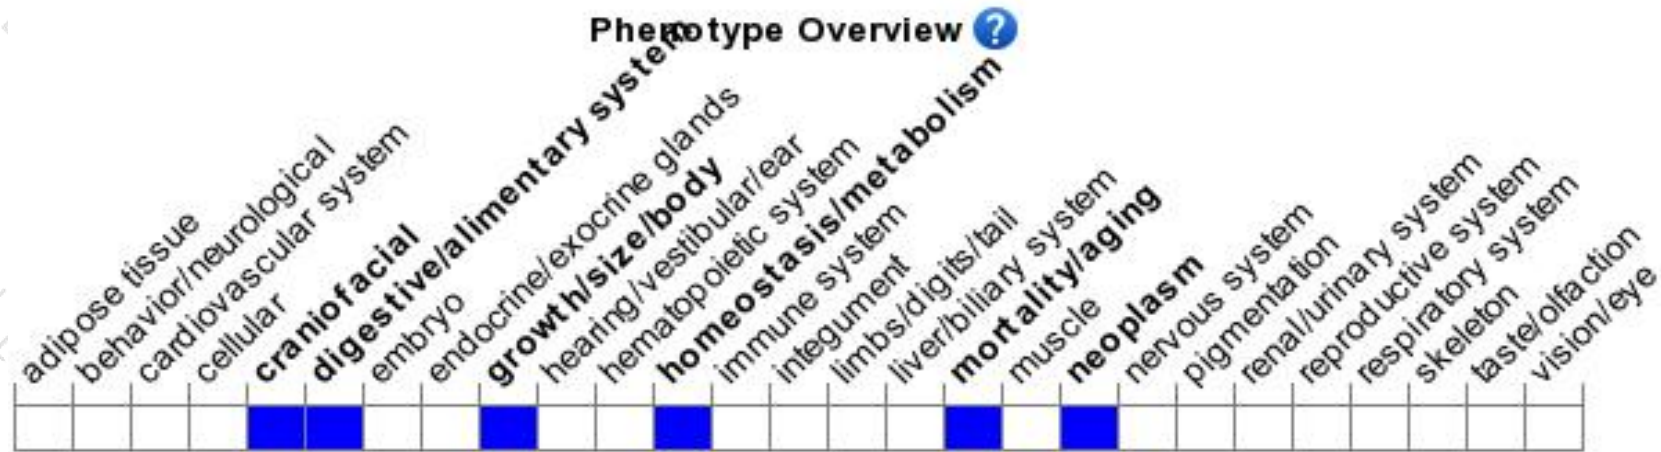 Phenotype Overview ?
adipose tissue
behavior/neurological
cardiovascular system
cellular
craniofacial
digestive/alimentary system
embryo
endocrine/exocrine glands
growth/size/body
hearing/vestibular/ear
hematopoietic system
homeostasis/metabolism
immune system
integument
limbs/digits/tail
liver/biliary system
mortality/aging
muscle
neoplasm
nervous system
pigmentation
renal/urinary system
reproductive system
respiratory system
skeleton
taste/olfaction
vision/eye